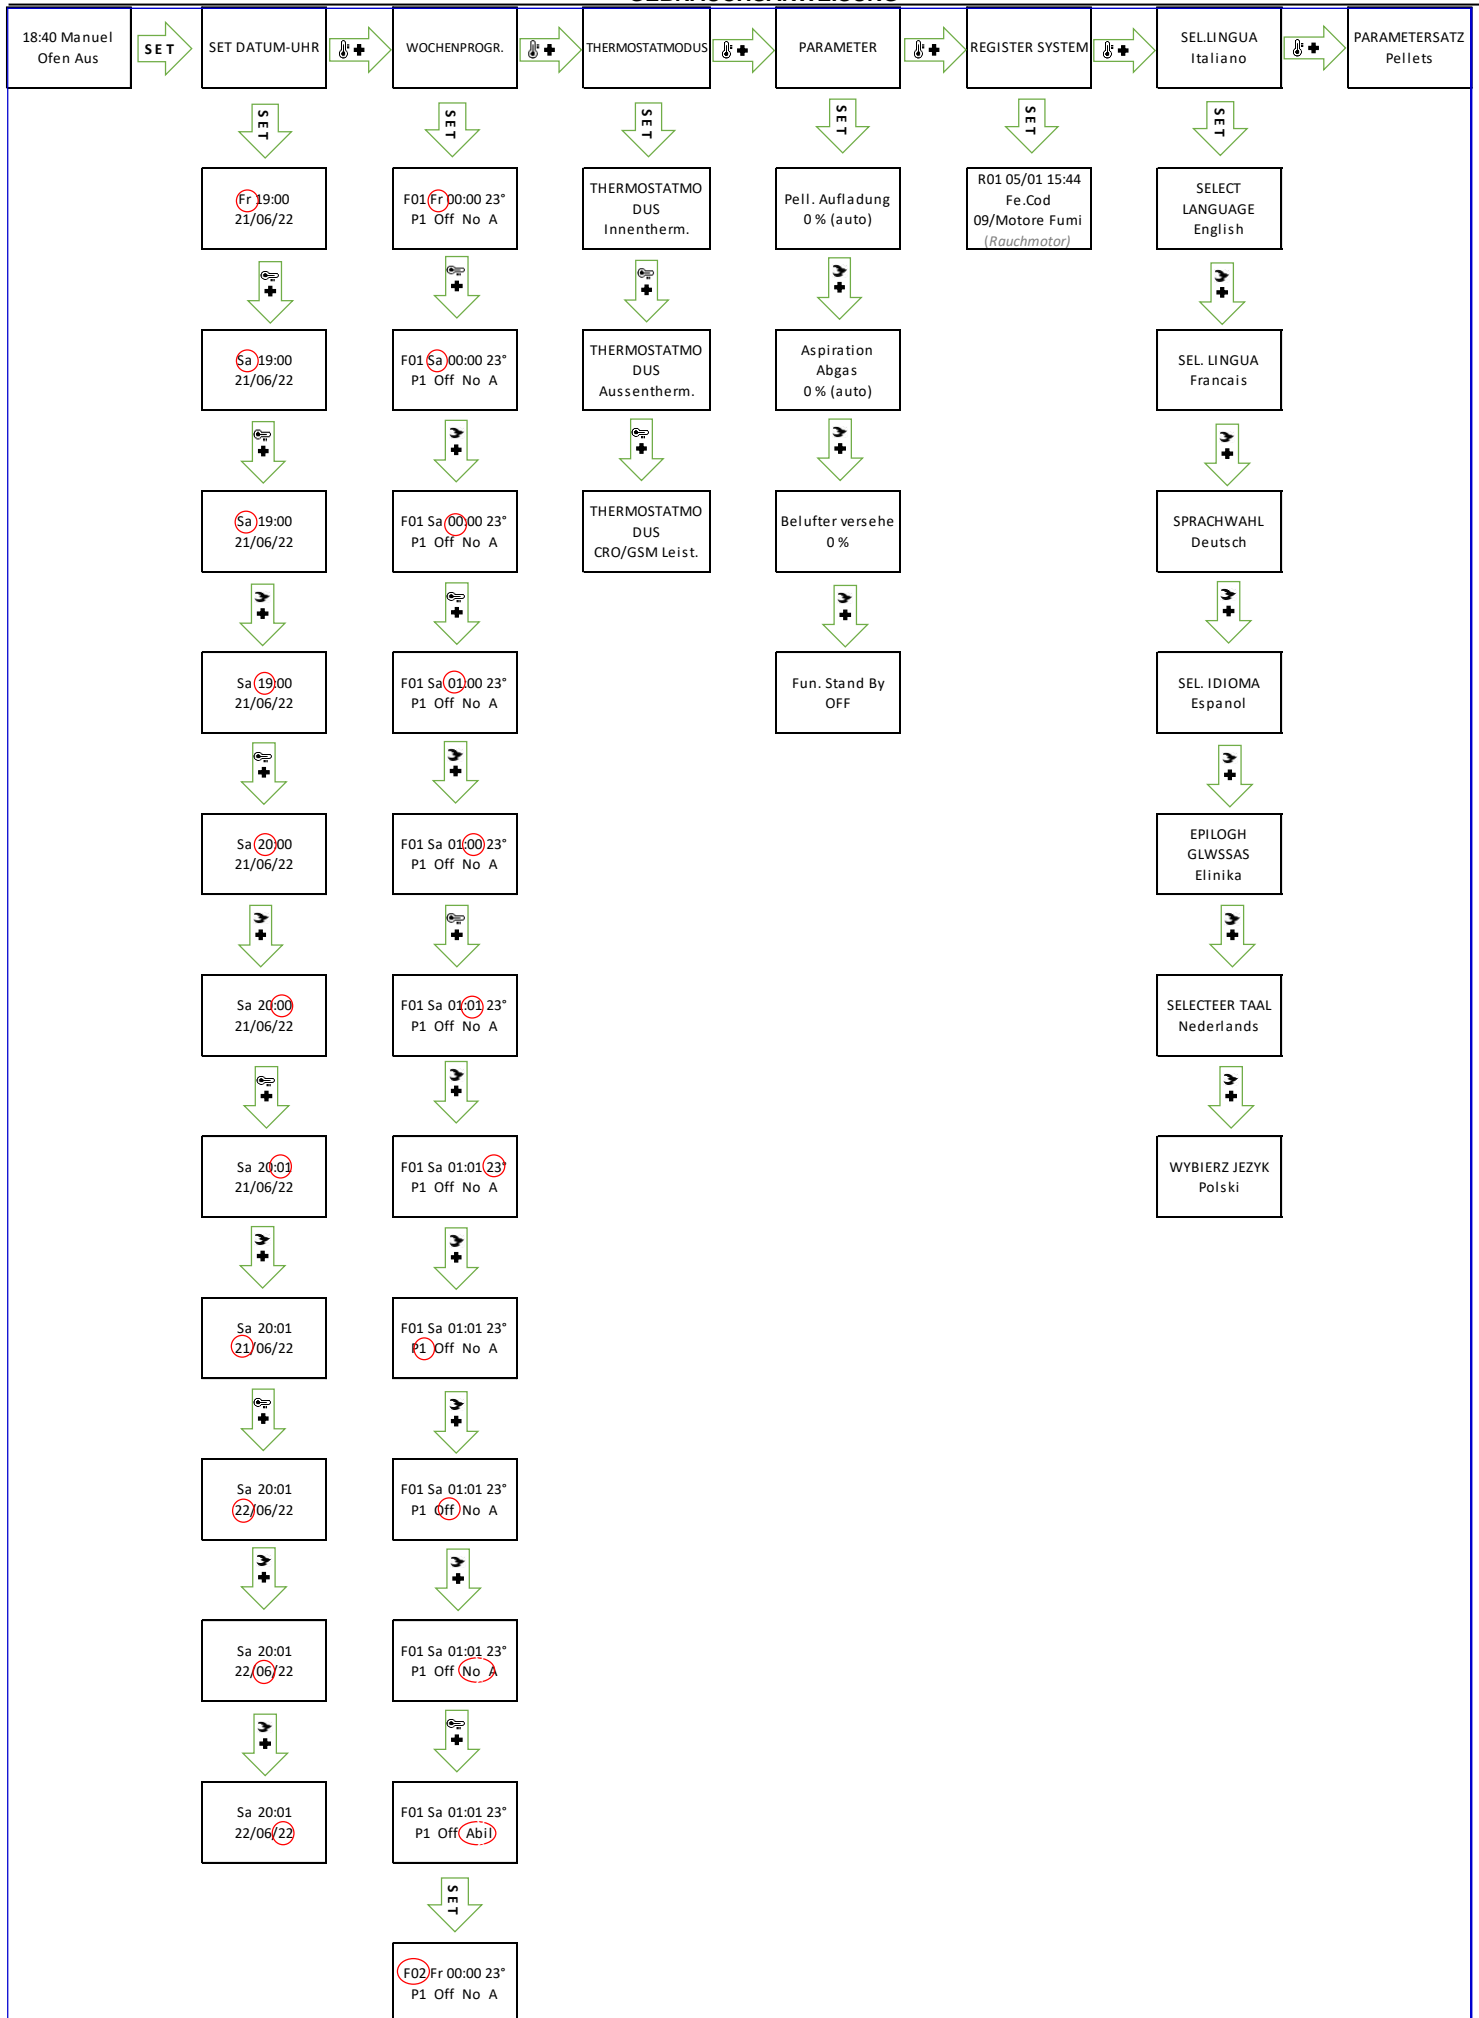 18:40 Manuel
Ofen Aus
SET
SET DATUM-UHR
WOCHENPROGR.
THERMOSTATMODUS
PARAMETER
REGISTER SYSTEM
SEL.LINGUA
Italiano
PARAMETERSATZ
Pellets
SET
SET
SET
SET
SET
SET
Fr 19:00
21/06/22
F01 Fr 00:00 23°
P1 Off No A
THERMOSTATMO
DUS
Innentherm.
Pell. Aufladung
0 % (auto)
R01 05/01 15:44
Fe.Cod
09/Motore Fumi
(Rauchmotor)
SELECT
LANGUAGE
English
Sa 19:00
21/06/22
F01 Sa 00:00 23°
P1 Off No A
THERMOSTATMO
DUS
Aussentherm.
Aspiration
Abgas
0 % (auto)
SEL. LINGUA
Francais
Sa 19:00
21/06/22
F01 Sa 00:00 23°
P1 Off No A
THERMOSTATMO
DUS
CRO/GSM Leist.
Belufter versehe
0 %
SPRACHWAHL
Deutsch
Sa 19:00
21/06/22
F01 Sa 01:00 23°
P1 Off No A
Fun. Stand By
OFF
SEL. IDIOMA
Espanol
Sa 20:00
21/06/22
F01 Sa 01:00 23°
P1 Off No A
EPILOGH
GLWSSAS
Elinika
Sa 20:00
21/06/22
F01 Sa 01:01 23°
P1 Off No A
SELECTEER TAAL
Nederlands
Sa 20:01
21/06/22
F01 Sa 01:01 23°
P1 Off No A
WYBIERZ JEZYK
Polski
Sa 20:01
21/06/22
F01 Sa 01:01 23°
P1 Off No A
Sa 20:01
22/06/22
F01 Sa 01:01 23°
P1 Off No A
Sa 20:01
22/06/22
F01 Sa 01:01 23°
P1 Off No A
Sa 20:01
22/06/22
F01 Sa 01:01 23°
P1 Off Abil
SET
F02 Fr 00:00 23°
P1 Off No A